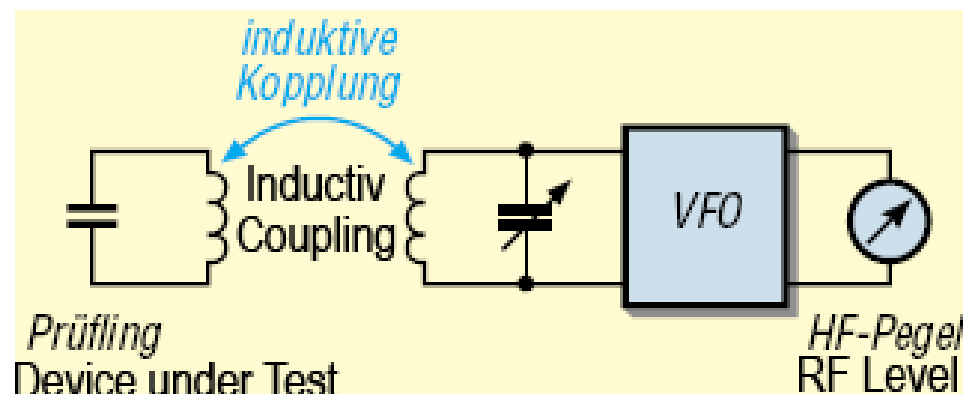 induktive
Kopplung
Inductiv
Coupling
VFO
Prüfling
Device under Test
HF-Pegel
RF Level